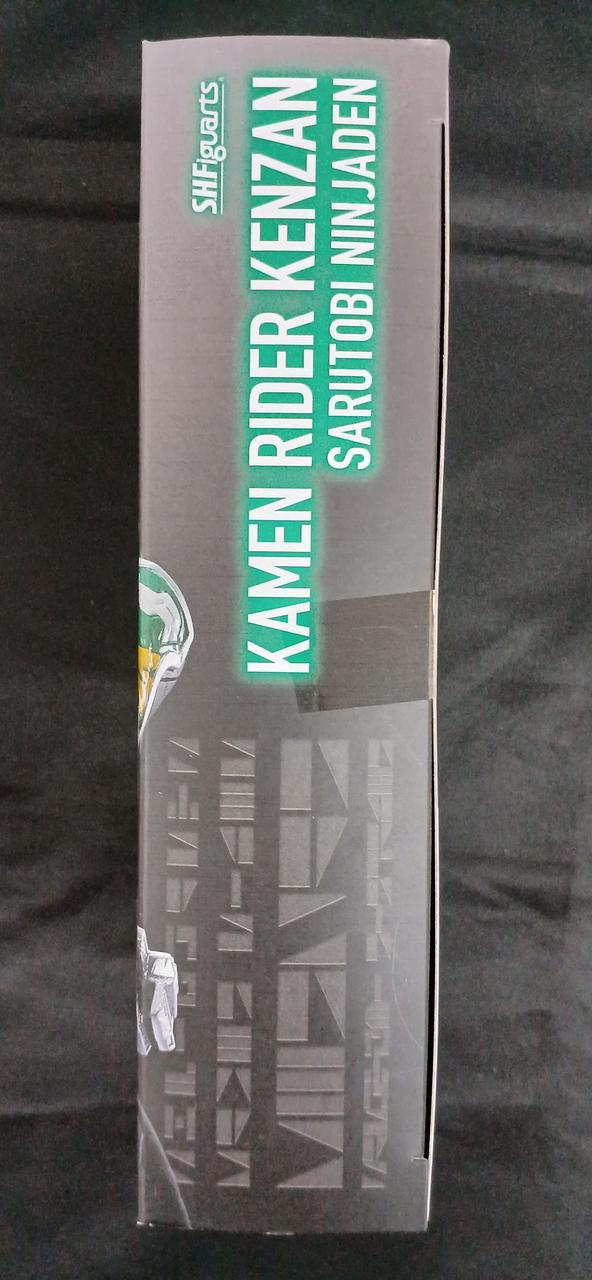 S.H.Figuarts
KAMEN RIDER KENZAN
SARUTOBI NINJADEN